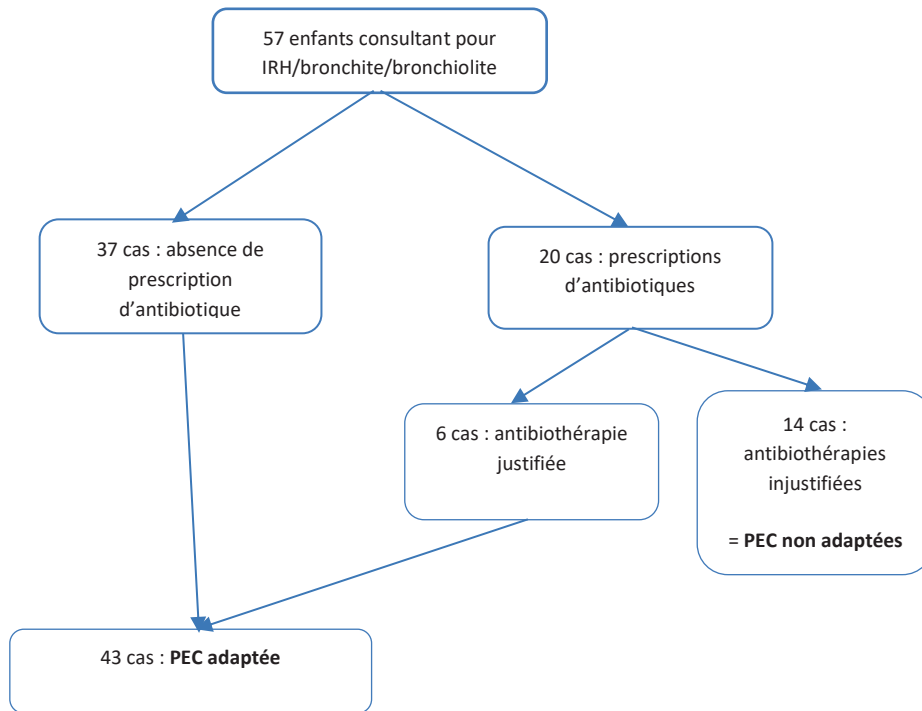 57 enfants consultant pour
IRH/bronchite/bronchiolite
37 cas : absence de
prescription
d’antibiotique
20 cas : prescriptions
d’antibiotiques
6 cas : antibiothérapie
justifiée
14 cas :
antibiothérapies
injustifiées
= PEC non adaptées
43 cas : PEC adaptée